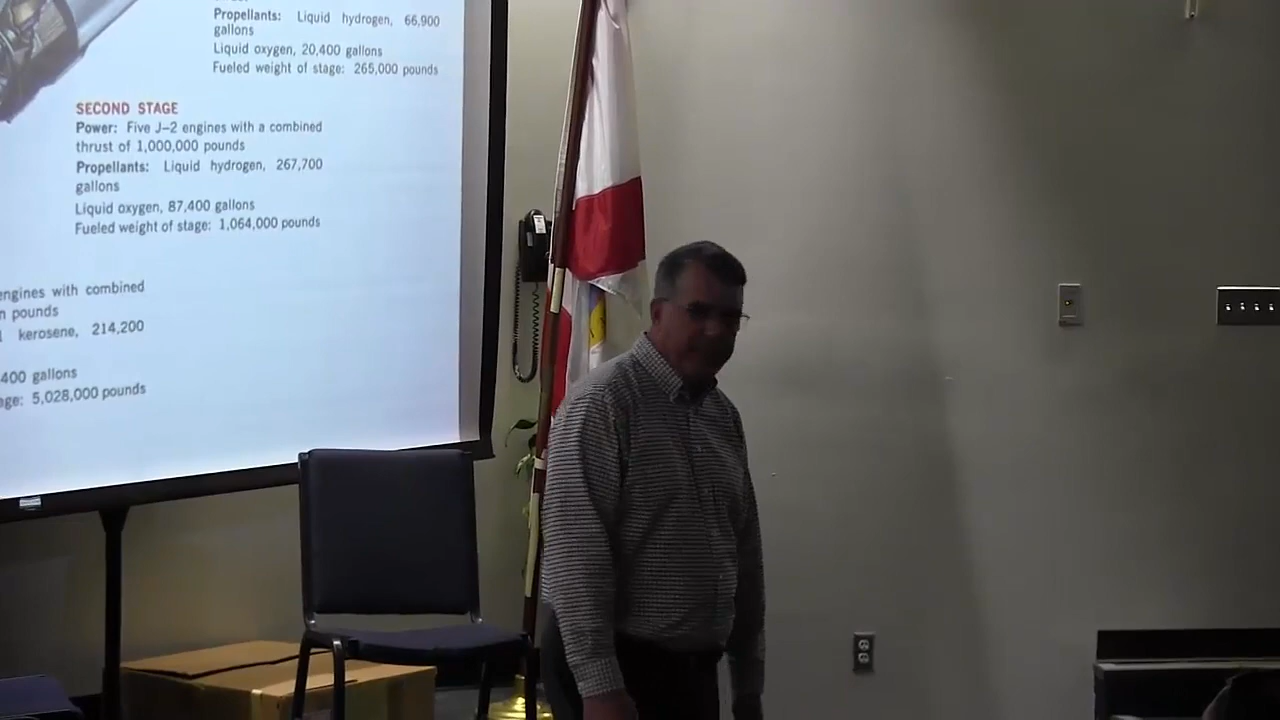 Propellants: Liquid hydrogen, 66,900
gallons
Liquid oxygen, 20,400 gallons
Fueled weight of stage: 265,000 pounds
SECOND STAGE
Power: Five J-2 engines with a combined
thrust of 1,000,000 pounds
Propellants: Liquid hydrogen, 267,700
gallons
Liquid oxygen, 87,400 gallons
Fueled weight of stage: 1,064,000 pounds
engines with combined
n pounds
kerosene, 214,200
400 gallons
age: 5,028,000 pounds